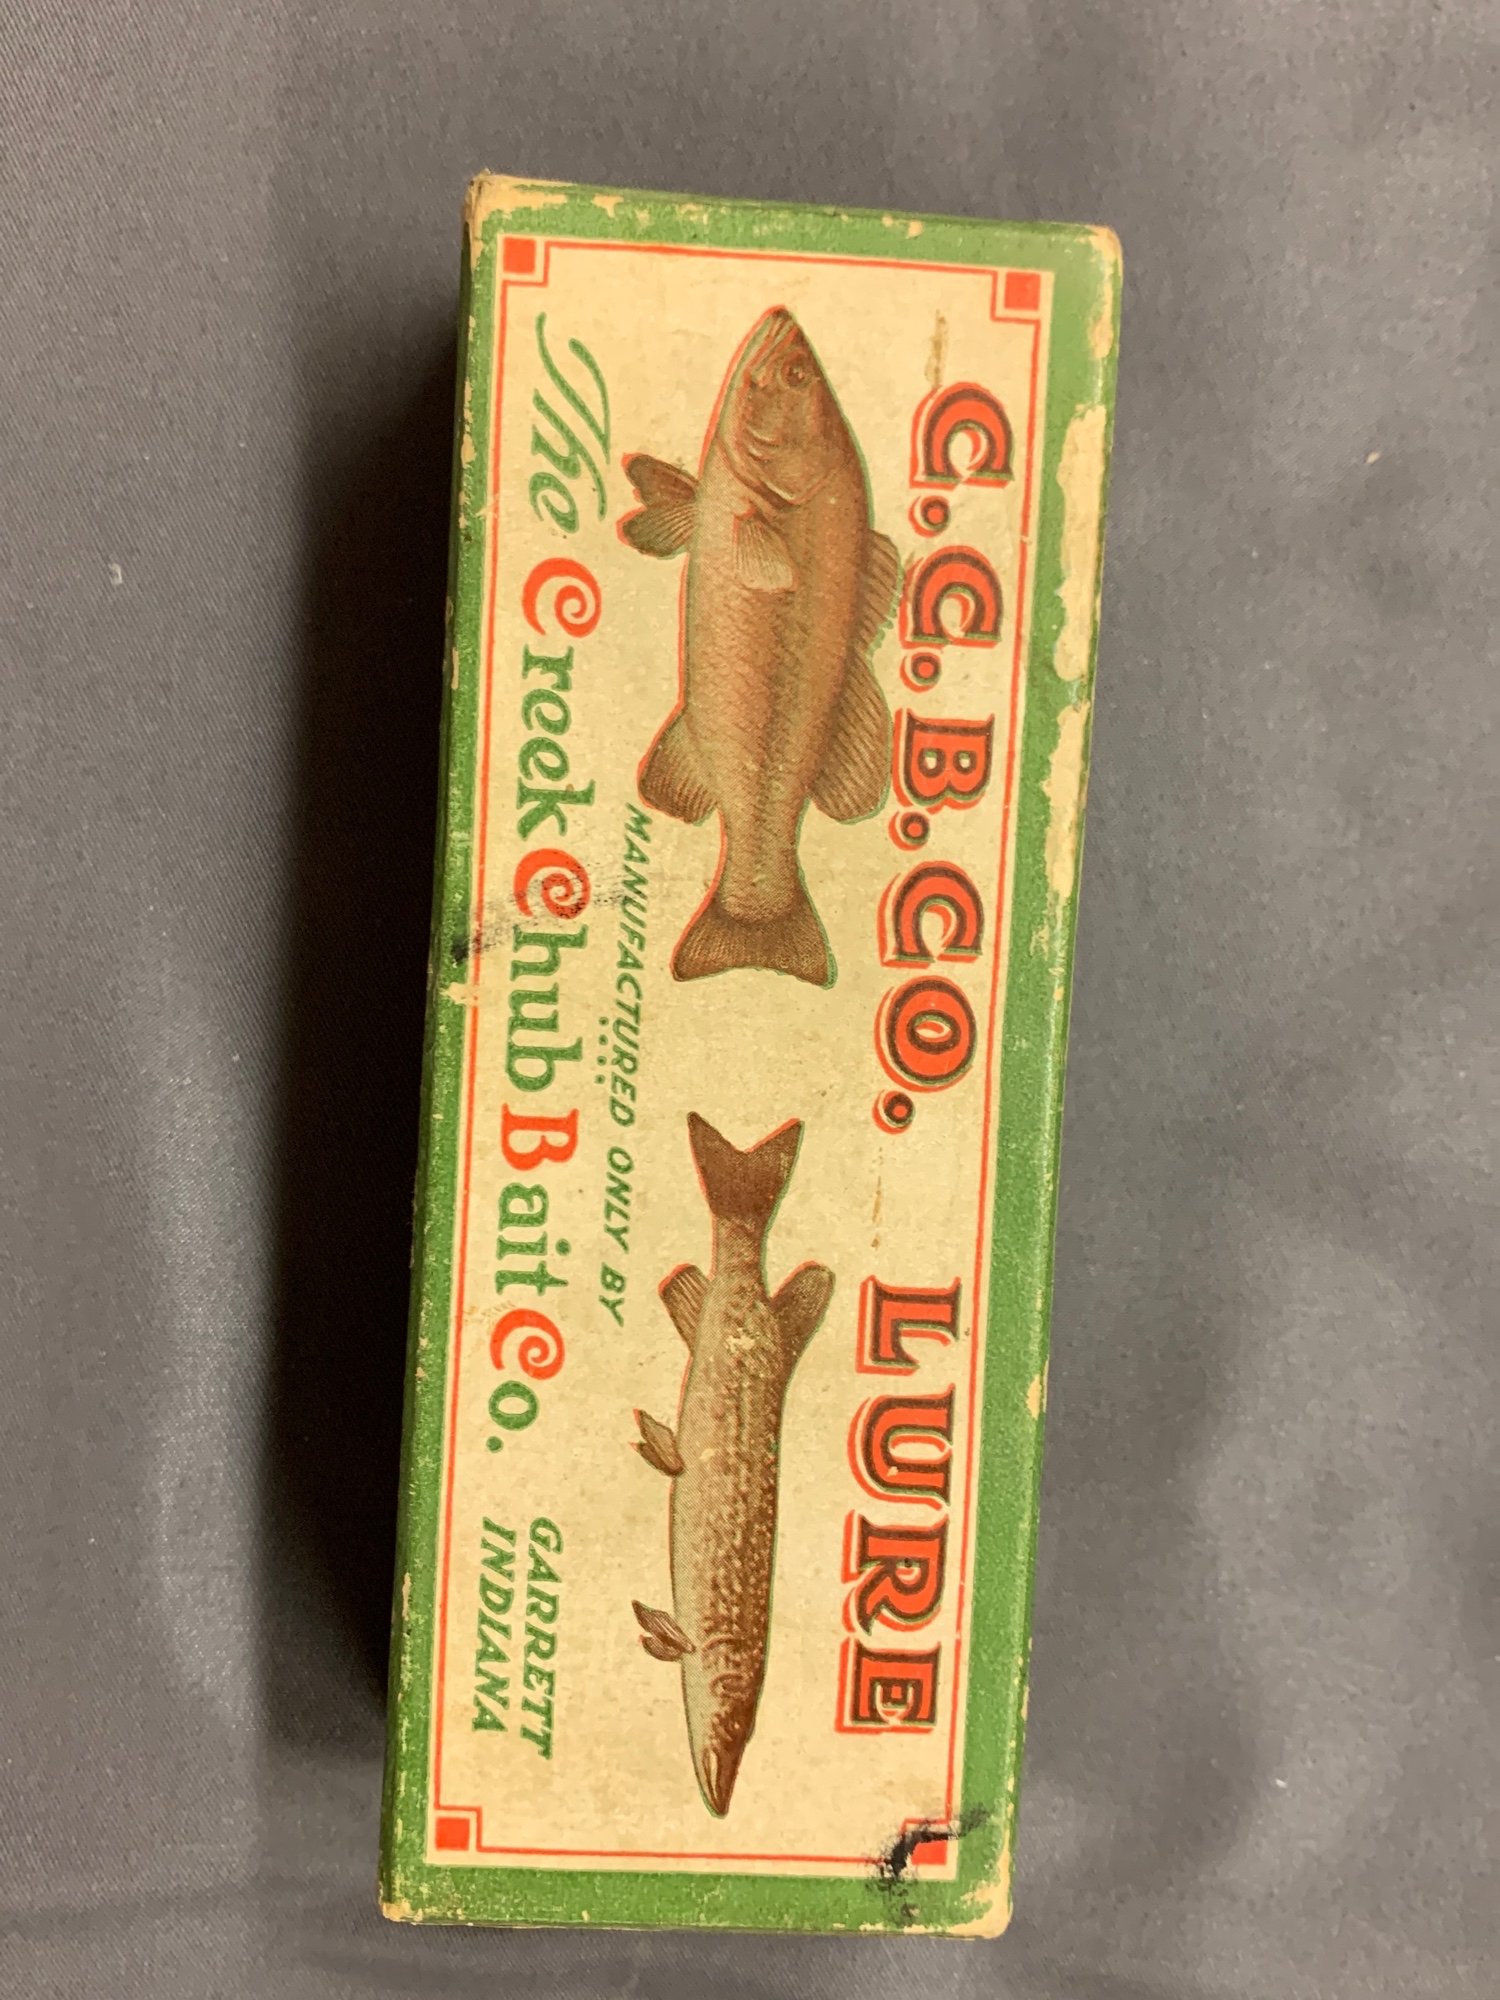 C.C.B.CO. LURE
MANUFACTURED ONLY BY
The Creek Chub Bait Co. GARRETT
INDIANA